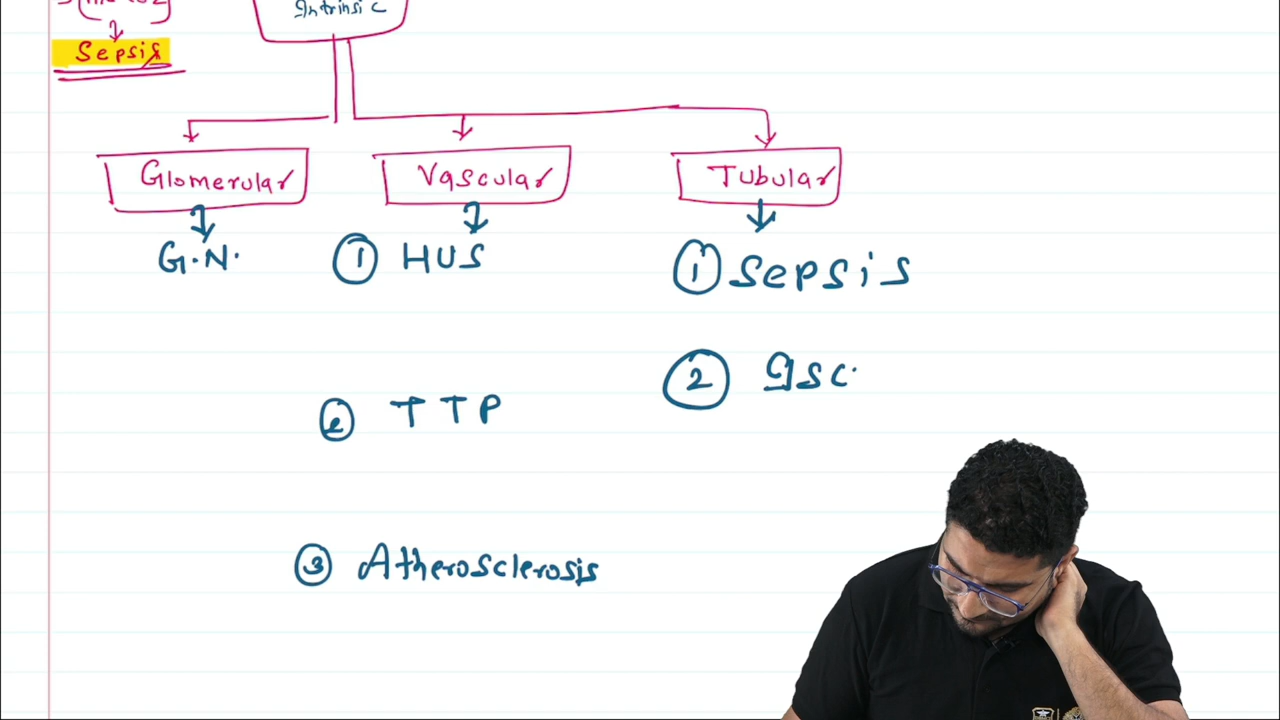 Intrinsic
Sepsis
Glomerular
Vascular
Tubular
G.N.
① HUS
① Sepsis
② Isc
② TTP
③ Atherosclerosis